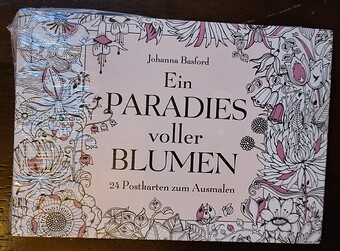 Johanna Basford
Ein
PARADIES
voller
BLUMEN
24 Postkarten zum Ausmalen